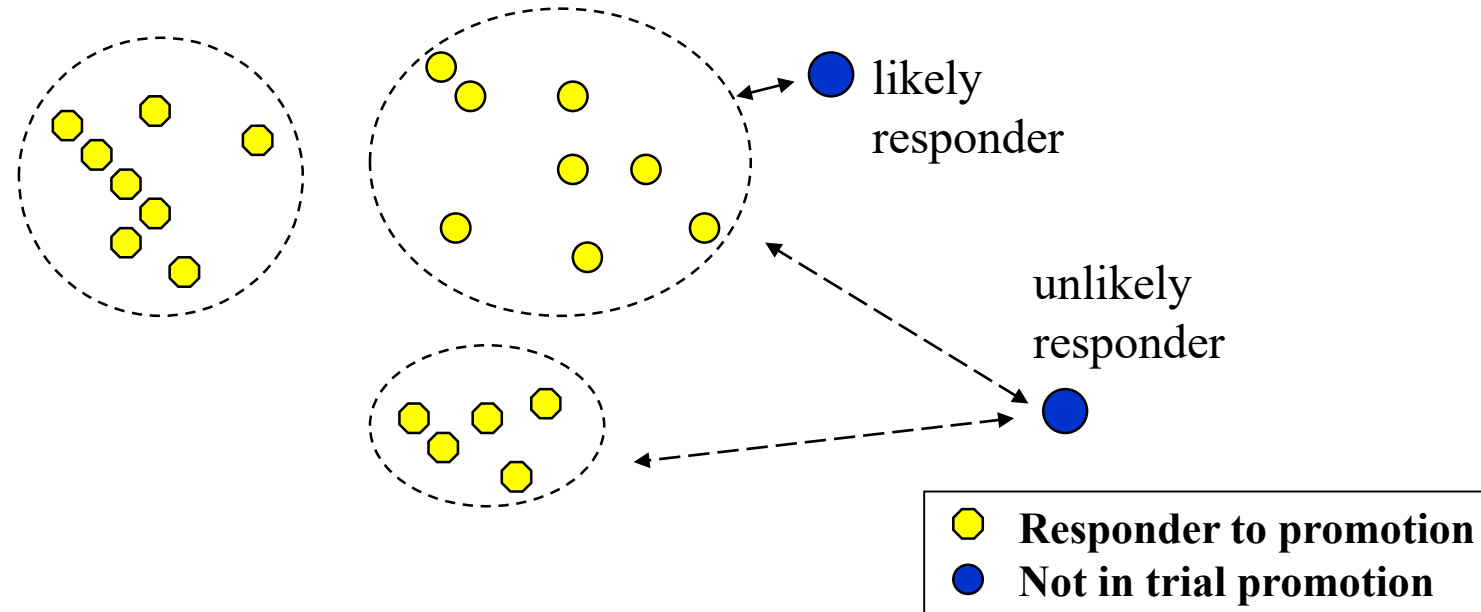 likely
responder
unlikely
responder
Responder to promotion
Not in trial promotion